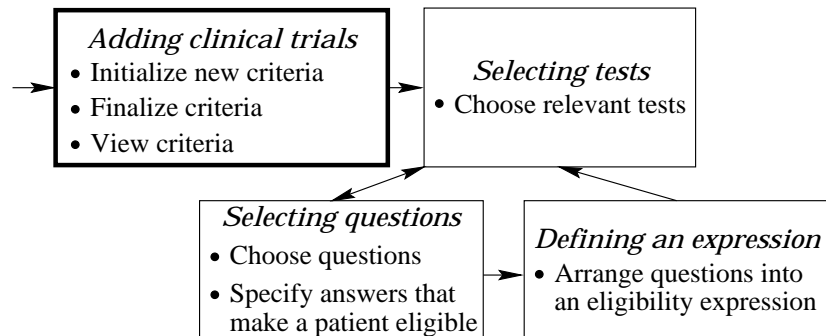 Adding clinical trials
• Initialize new criteria
• Finalize criteria
• View criteria
Selecting tests
• Choose relevant tests
Selecting questions
• Choose questions
• Specify answers that
make a patient eligible
Defining an expression
• Arrange questions into
an eligibility expression